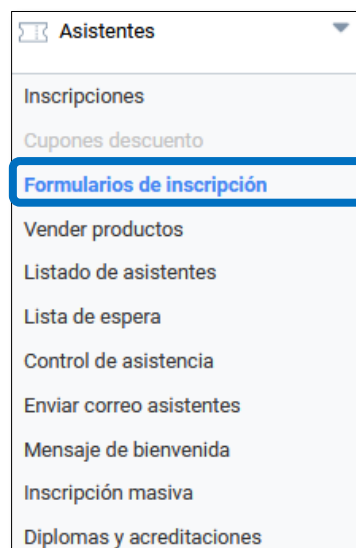 Asistentes
Inscripciones
Cupones descuento
Formularios de inscripción
Vender productos
Listado de asistentes
Lista de espera
Control de asistencia
Enviar correo asistentes
Mensaje de bienvenida
Inscripción masiva
Diplomas y acreditaciones